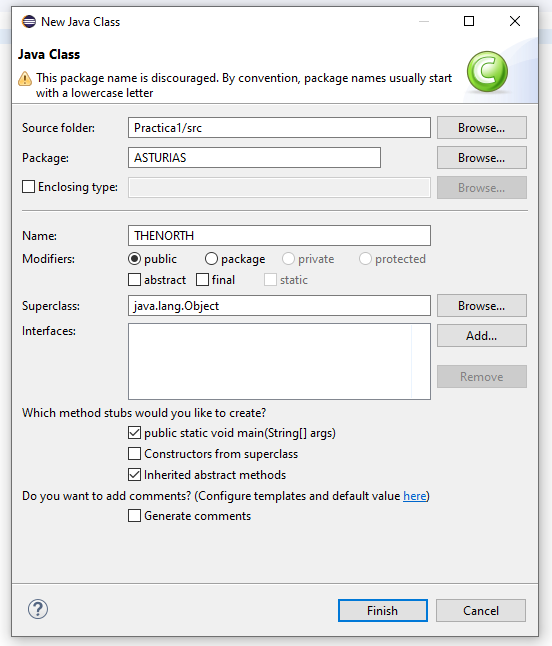 New Java Class
Java Class
This package name is discouraged. By convention, package names usually start
with a lowercase letter
Source folder: Practica1/src Browse...
Package: ASTURIAS Browse...
Enclosing type: Browse...
Name: THENORTH
Modifiers: public package private protected
abstract final static
Superclass: java.lang.Object Browse...
Interfaces: Add...
Remove
Which method stubs would you like to create?
public static void main(String[] args)
Constructors from superclass
Inherited abstract methods
Do you want to add comments? (Configure templates and default value here)
Generate comments
? Finish Cancel